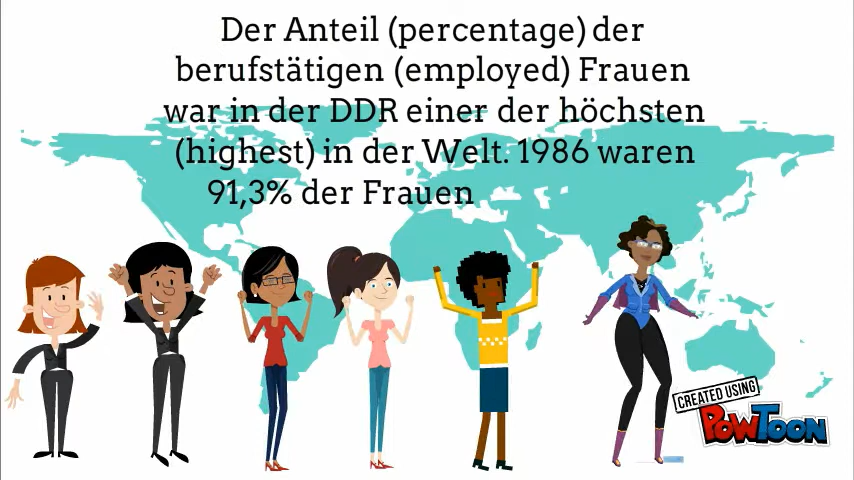 Der Anteil (percentage) der
berufstätigen (employed) Frauen
war in der DDR einer der höchsten
(highest) in der Welt. 1986 waren
91,3% der Frauen
CREATED USING
POWTOON